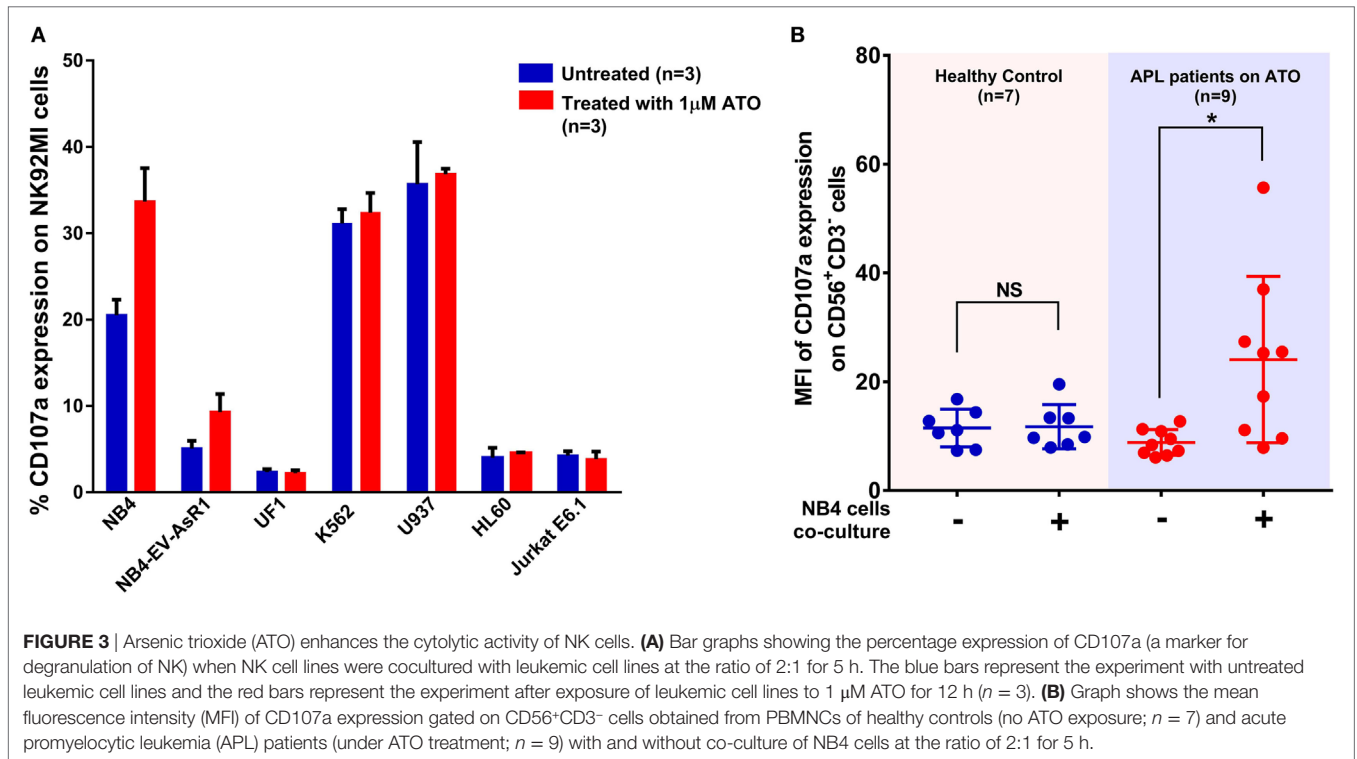 A
% CD107a expression on NK92MI cells
50
40
30
20
10
0
Untreated (n=3)
Treated with 1μM ATO
(n=3)
NB4
NB4-EV-AsR1
UF1
K562
U937
HL60
Jurkat E6.1
B
MFI of CD107a expression
on CD56+CD3- cells
80
60
40
20
0
Healthy Control
(n=7)
APL patients on ATO
(n=9)
NS
*
NB4 cells
co-culture
- + - +
FIGURE 3 | Arsenic trioxide (ATO) enhances the cytolytic activity of NK cells. (A) Bar graphs showing the percentage expression of CD107a (a marker for
degranulation of NK) when NK cell lines were cocultured with leukemic cell lines at the ratio of 2:1 for 5 h. The blue bars represent the experiment with untreated
leukemic cell lines and the red bars represent the experiment after exposure of leukemic cell lines to 1 μM ATO for 12 h (n = 3). (B) Graph shows the mean
fluorescence intensity (MFI) of CD107a expression gated on CD56+CD3− cells obtained from PBMNCs of healthy controls (no ATO exposure; n = 7) and acute
promyelocytic leukemia (APL) patients (under ATO treatment; n = 9) with and without co-culture of NB4 cells at the ratio of 2:1 for 5 h.